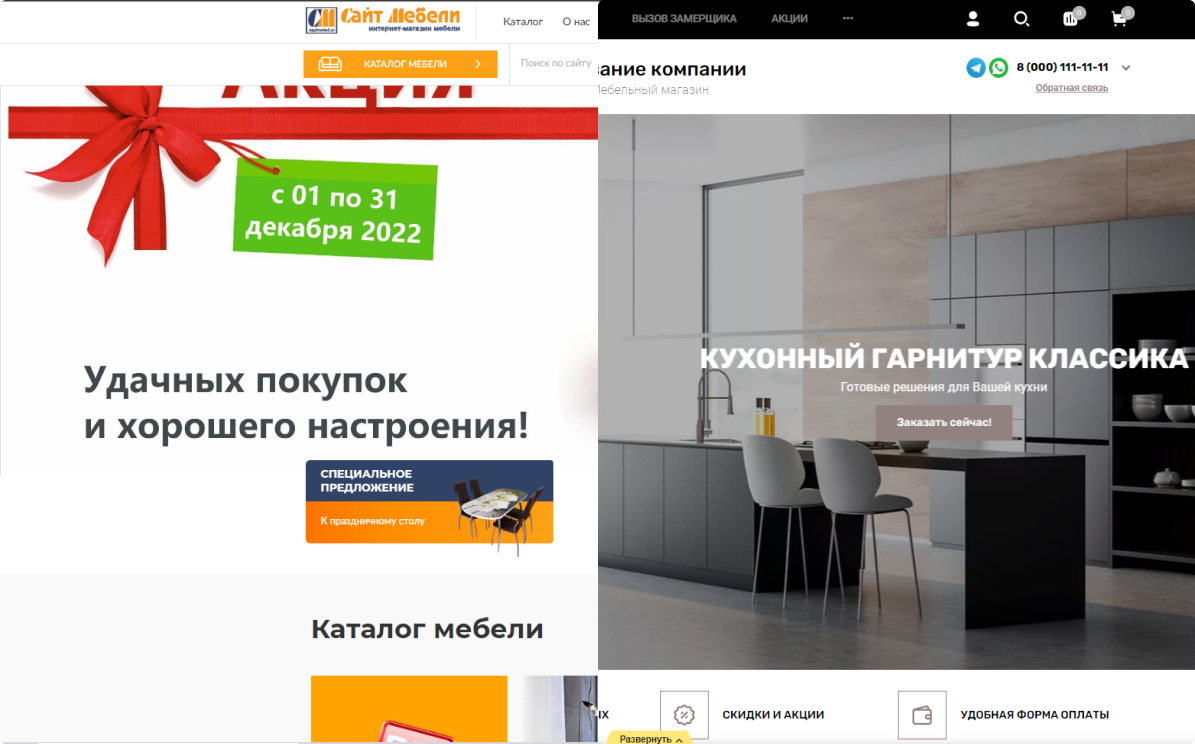 Сайт Мебели
интернет-магазин мебели
Каталог О нас
КАТАЛОГ МЕБЕЛИ
Поиск по сайту
АКЦИЯ
с 01 по 31
декабря 2022
Удачных покупок
и хорошего настроения!
СПЕЦИАЛЬНОЕ
ПРЕДЛОЖЕНИЕ
К праздничному столу
Каталог мебели
ВЫЗОВ ЗАМЕРЩИКА АКЦИИ ...
0 0
вание компании
Мебельный магазин
8 (000) 111-11-11
Обратная связь
КУХОННЫЙ ГАРНИТУР КЛАССИКА
Готовые решения для Вашей кухни
Заказать сейчас!
ЫХ
СКИДКИ И АКЦИИ
УДОБНАЯ ФОРМА ОПЛАТЫ
Развернуть